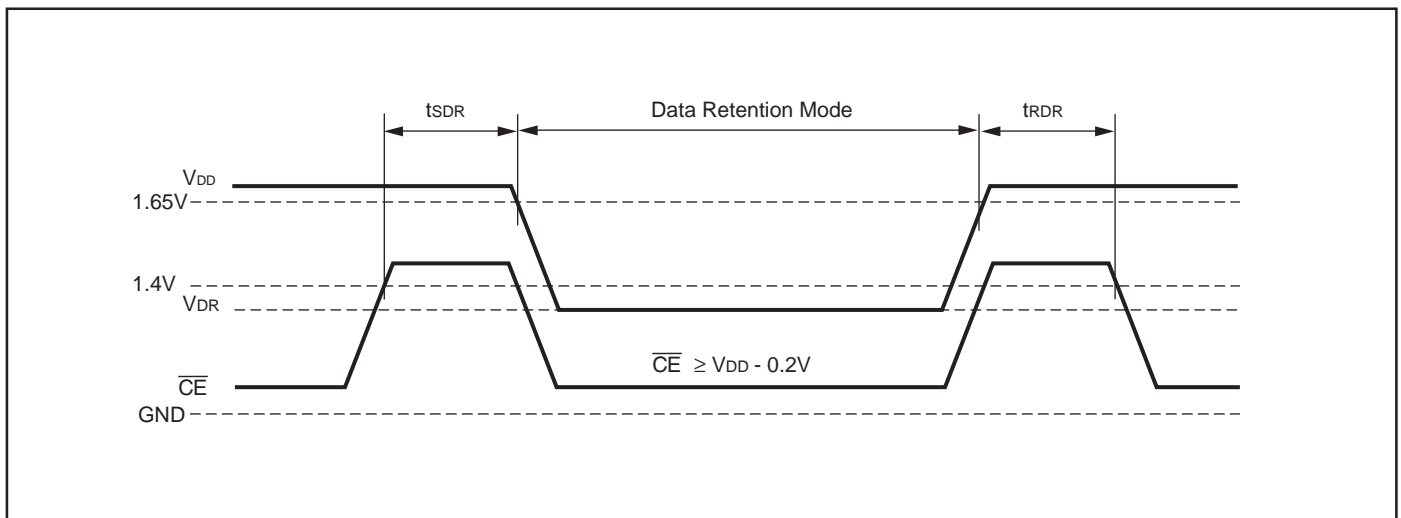 tSDR Data Retention Mode tRDR
VDD
1.65V
1.4V
VDR
CE ≥ VDD - 0.2V
CE
GND